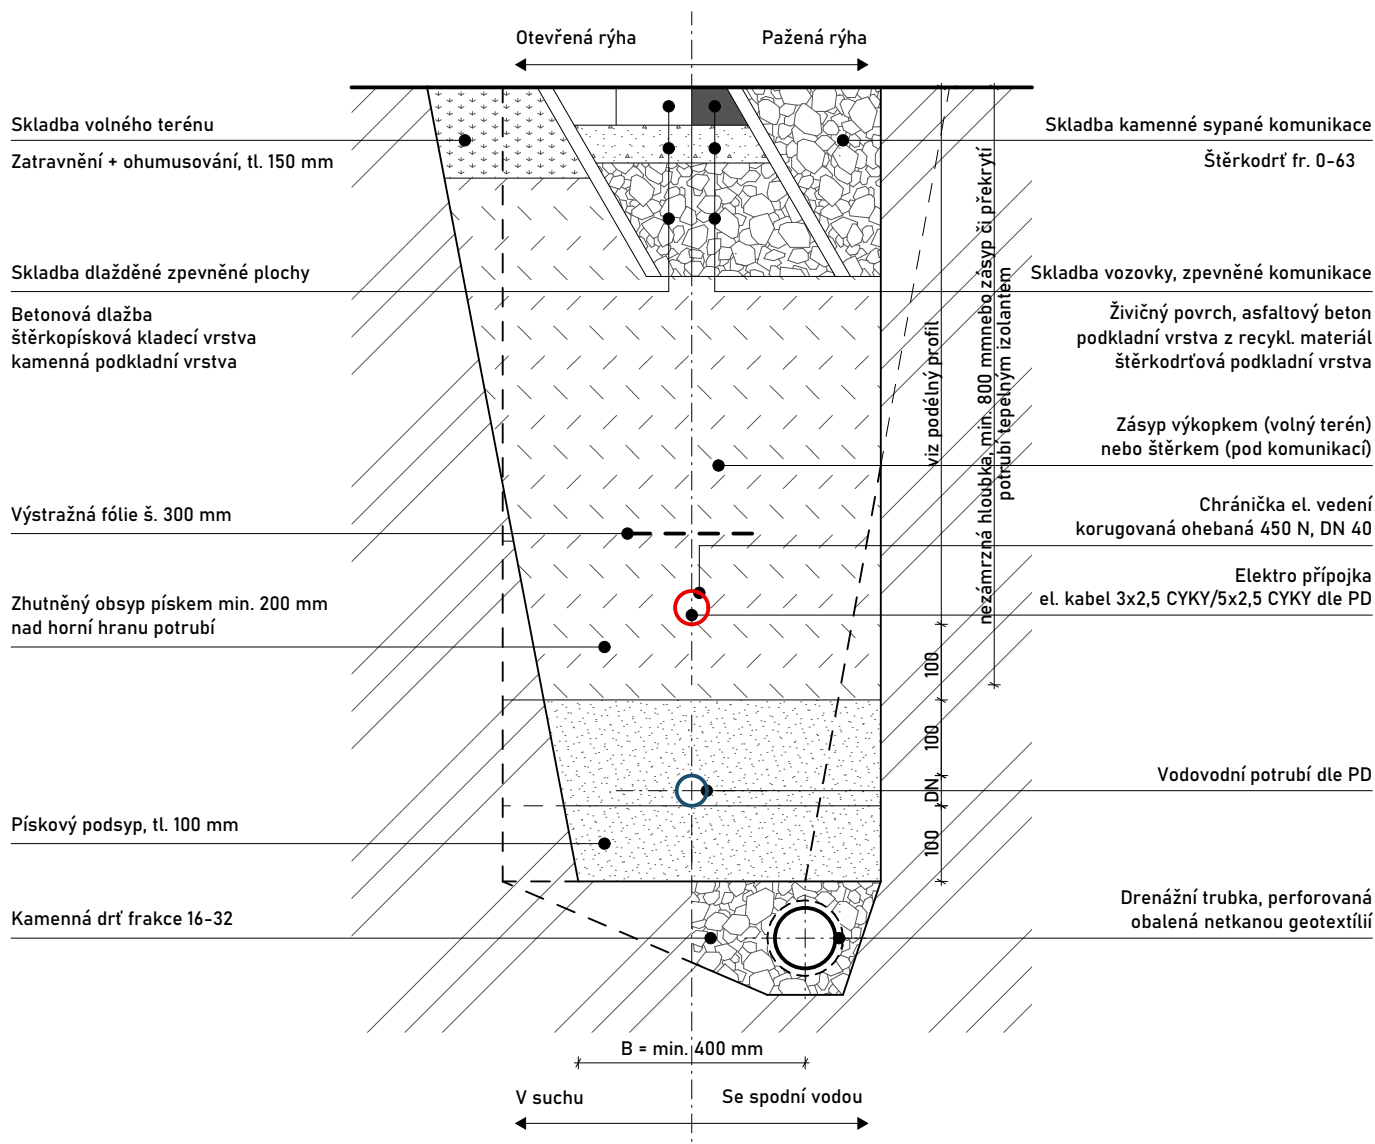 Otevřená rýha
Pažená rýha
Skladba volného terénu
Zatravnění + ohumusování, tl. 150 mm
Skladba dlažděné zpevněné plochy
Betonová dlažba
štěrkopísková kladecí vrstva
kamenná podkladní vrstva
Výstražná fólie š. 300 mm
Zhutněný obsyp pískem min. 200 mm
nad horní hranu potrubí
Pískový podsyp, tl. 100 mm
Kamenná drť frakce 16-32
Skladba kamenné sypané komunikace
Štěrkodrť fr. 0-63
Skladba vozovky, zpevněné komunikace
Živičný povrch, asfaltový beton
podkladní vrstva z recykl. materiál
štěrkodrťová podkladní vrstva
Zásyp výkopkem (volný terén)
nebo štěrkem (pod komunikací)
Chránička el. vedení
korugovaná ohebaná 450 N, DN 40
Elektro přípojka
el. kabel 3x2,5 CYKY/5x2,5 CYKY dle PD
Vodovodní potrubí dle PD
Drenážní trubka, perforovaná
obalená netkanou geotextílií
viz podélný profil
nezámrzná hloubka, min. 800 mmnebo zásyp či překrytí
potrubí tepelným izolantem
100
100
DN
100
B = min. 400 mm
V suchu
Se spodní vodou